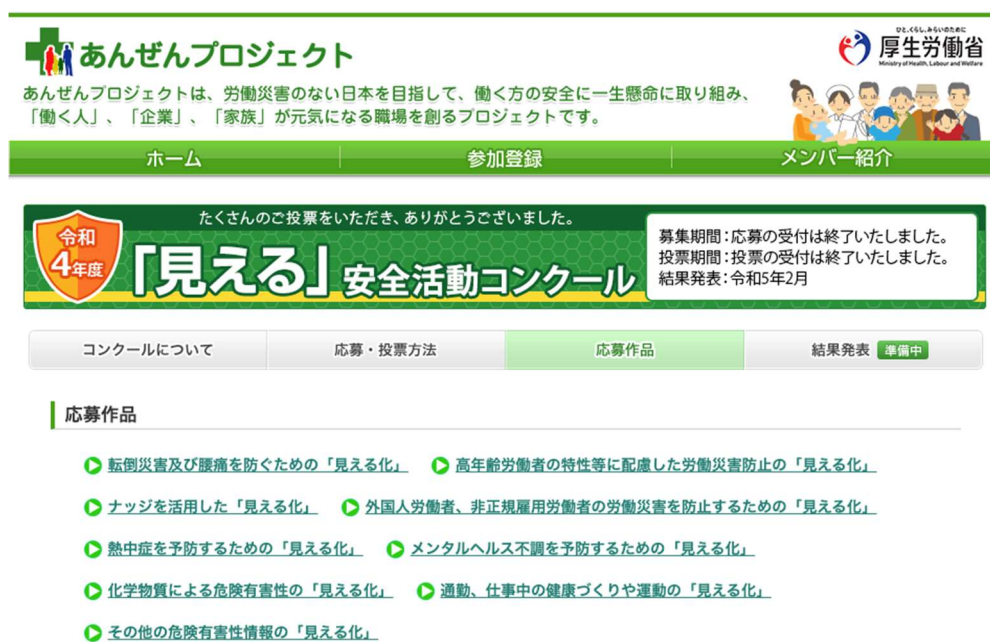 あんぜんプロジェクト
ひと、くらし、みらいのために
厚生労働省
Ministry of Health, Labour and Welfare
あんぜんプロジェクトは、労働災害のない日本を目指して、働く方の安全に一生懸命に取り組み、
「働く人」、「企業」、「家族」が元気になる職場を創るプロジェクトです。
ホーム
参加登録
メンバー紹介
令和
4年度
たくさんのご投票をいただき、ありがとうございました。
「見える」安全活動コンクール
募集期間:応募の受付は終了いたしました。
投票期間:投票の受付は終了いたしました。
結果発表:令和5年2月
コンクールについて
応募・投票方法
応募作品
結果発表 準備中
応募作品
転倒災害及び腰痛を防ぐための「見える化」 高年齢労働者の特性等に配慮した労働災害防止の「見える化」
ナッジを活用した「見える化」 外国人労働者、非正規雇用労働者の労働災害を防止するための「見える化」
熱中症を予防するための「見える化」 メンタルヘルス不調を予防するための「見える化」
化学物質による危険有害性の「見える化」 通勤、仕事中の健康づくりや運動の「見える化」
その他の危険有害性情報の「見える化」